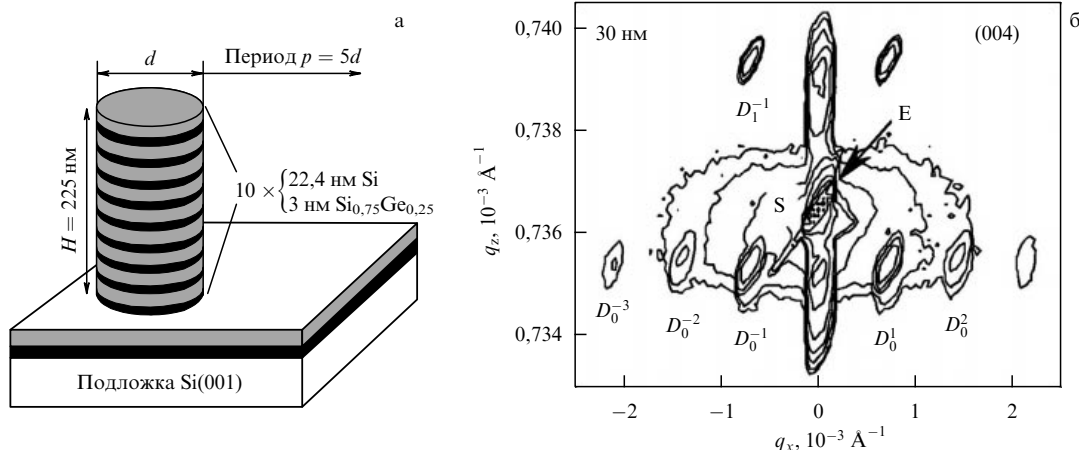 а
d
Период p = 5d
H = 225 нм
10 × {22,4 нм Si
3 нм Si0,75Ge0,25
Подложка Si(001)
б
30 нм
(004)
0,740
0,738
0,736
0,734
qz, 10−3 Å−1
D1−1
E
S
D0−3
D0−2
D0−1
D01
D02
−2
−1
0
1
2
qx, 10−3 Å−1